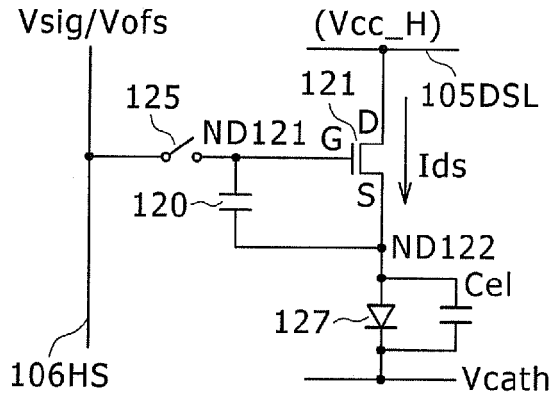 Vsig/Vofs
(Vcc_H)
125
121
105DSL
ND121
G
D
Ids
120
S
ND122
Cel
127
106HS
Vcath